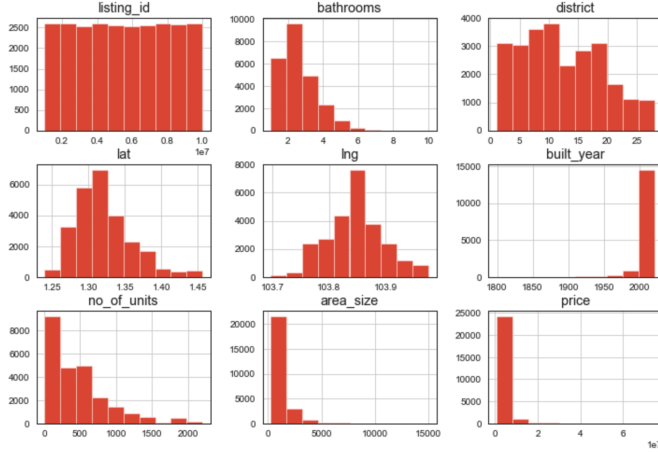 listing_id
bathrooms
district
2500
2000
1500
1000
500
0
0.2 0.4 0.6 0.8 1.0
1e7
10000
8000
6000
4000
2000
0
2 4 6 8 10
4000
3000
2000
1000
0
0 5 10 15 20 25
lat
lng
built_year
6000
4000
2000
0
1.25 1.30 1.35 1.40 1.45
8000
6000
4000
2000
0
103.7 103.8 103.9
15000
10000
5000
0
1800 1850 1900 1950 2000
no_of_units
area_size
price
8000
6000
4000
2000
0
0 500 1000 1500 2000
20000
15000
10000
5000
0
0 5000 10000 15000
25000
20000
15000
10000
5000
0
0 2 4 6